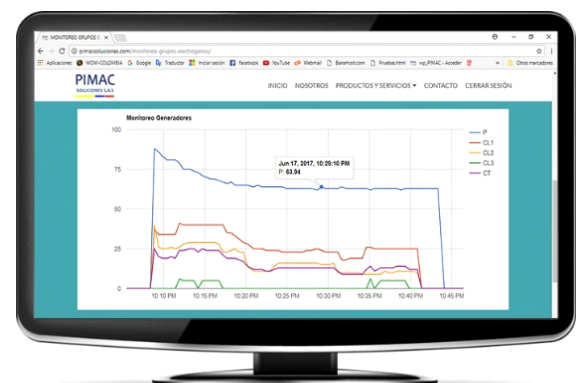 MONITOREO GRUPOS E
pimacsoluciones.com/monitoreo-grupos-electrogenos/
Aplicaciones WOW-COLOMBIA Google Traductor Iniciar sesión Facebook YouTube Webmail BanaHost.com Pruebas.html wp_PIMAC - Acceder » Otros marcadores
PIMAC
SOLUCIONES S.A.S
INICIO NOSOTROS PRODUCTOS Y SERVICIOS CONTACTO CERRAR SESIÓN
Monitoreo Generadores
100
75
50
25
0
Jun 17, 2017, 10:29:10 PM
P: 63.94
P
CL1
CL2
CL3
CT
10:10 PM 10:15 PM 10:20 PM 10:25 PM 10:30 PM 10:35 PM 10:40 PM 10:45 PM